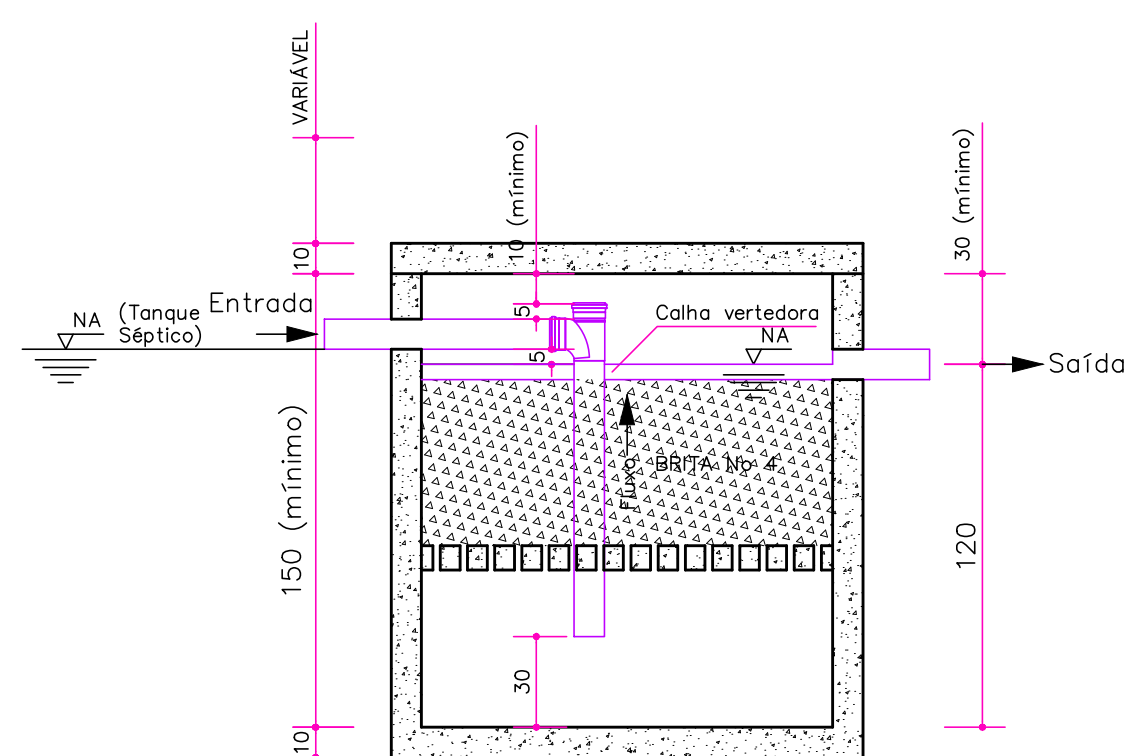 VARIÁVEL
10 (mínimo)
30 (mínimo)
10
Entrada
NA
(Tanque
Séptico)
5
5
Calha vertedora
NA
Saída
BRITA No 4
Fluxo
150 (mínimo)
120
30
10